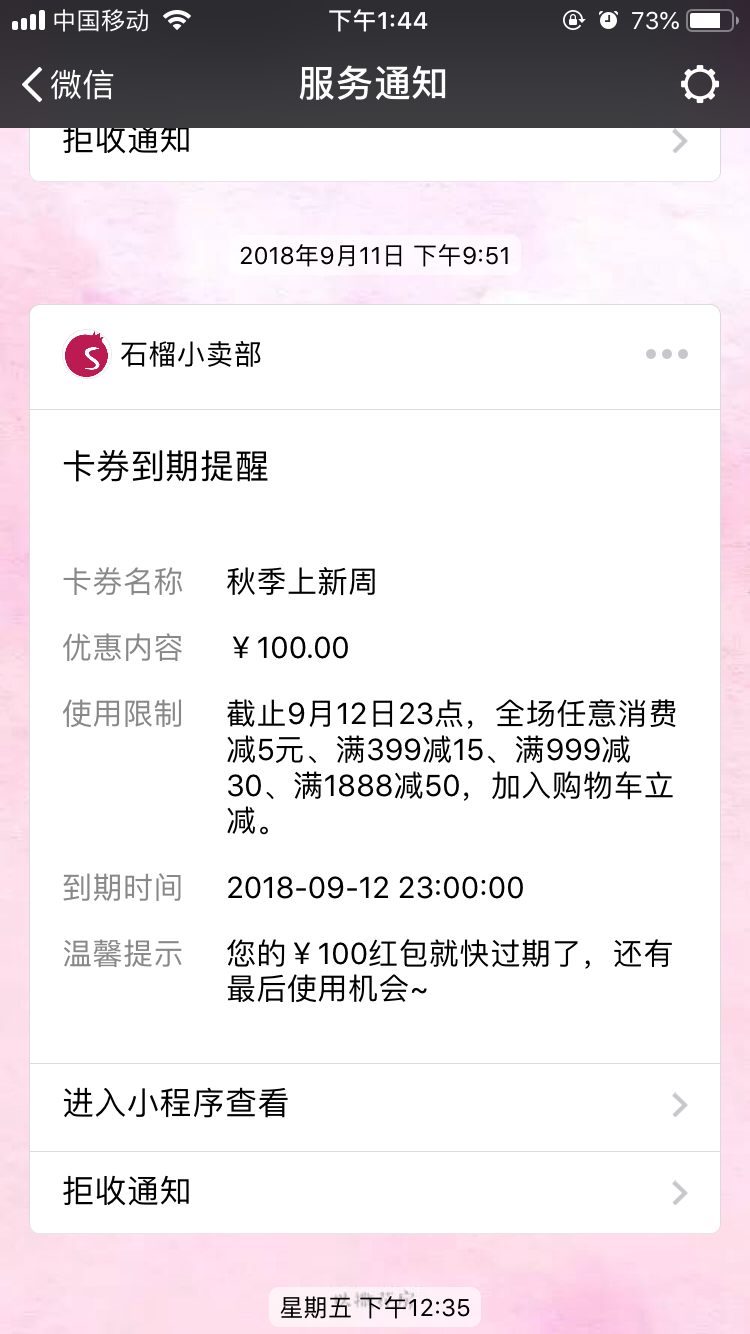 中国移动
下午1:44
73%
微信
服务通知
拒收通知
2018年9月11日 下午9:51
石榴小卖部
卡券到期提醒
卡券名称 秋季上新周
优惠内容 ￥100.00
使用限制 截止9月12日23点，全场任意消费
减5元、满399减15、满999减
30、满1888减50，加入购物车立
减。
到期时间 2018-09-12 23:00:00
温馨提示 您的￥100红包就快过期了，还有
最后使用机会~
进入小程序查看
拒收通知
星期五 下午12:35